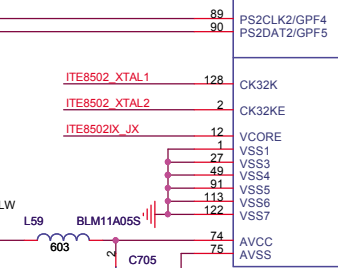 89 PS2CLK2/GPF4
90 PS2DAT2/GPF5
ITE8502_XTAL1 128 CK32K
ITE8502_XTAL2 2 CK32KE
ITE8502IX_JX 12 VCORE
1 VSS1
27 VSS3
49 VSS4
91 VSS5
113 VSS6
122 VSS7
LW
L59 BLM11A05S
603
74 AVCC
75 AVSS
2
C705